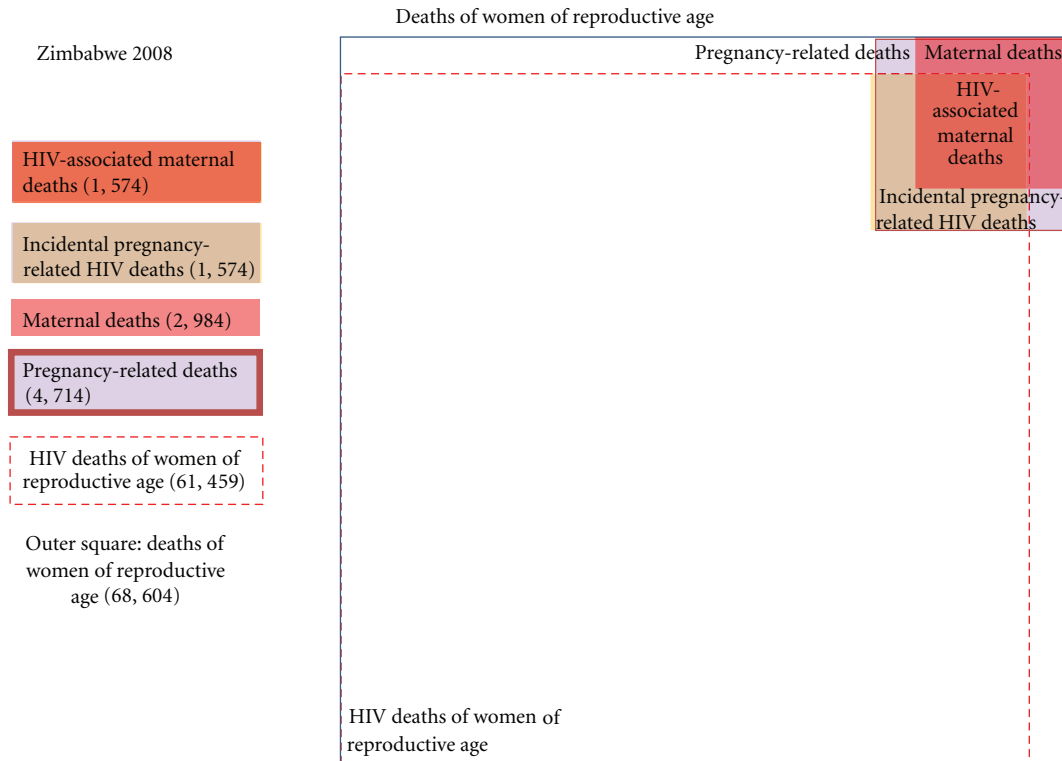 Deaths of women of reproductive age
Zimbabwe 2008
Pregnancy-related deaths
Maternal deaths
HIV-
associated
maternal
deaths
Incidental pregnancy-
related HIV deaths
HIV-associated maternal
deaths (1, 574)
Incidental pregnancy-
related HIV deaths (1, 574)
Maternal deaths (2, 984)
Pregnancy-related deaths
(4, 714)
HIV deaths of women of
reproductive age (61, 459)
Outer square: deaths of
women of reproductive
age (68, 604)
HIV deaths of women of
reproductive age